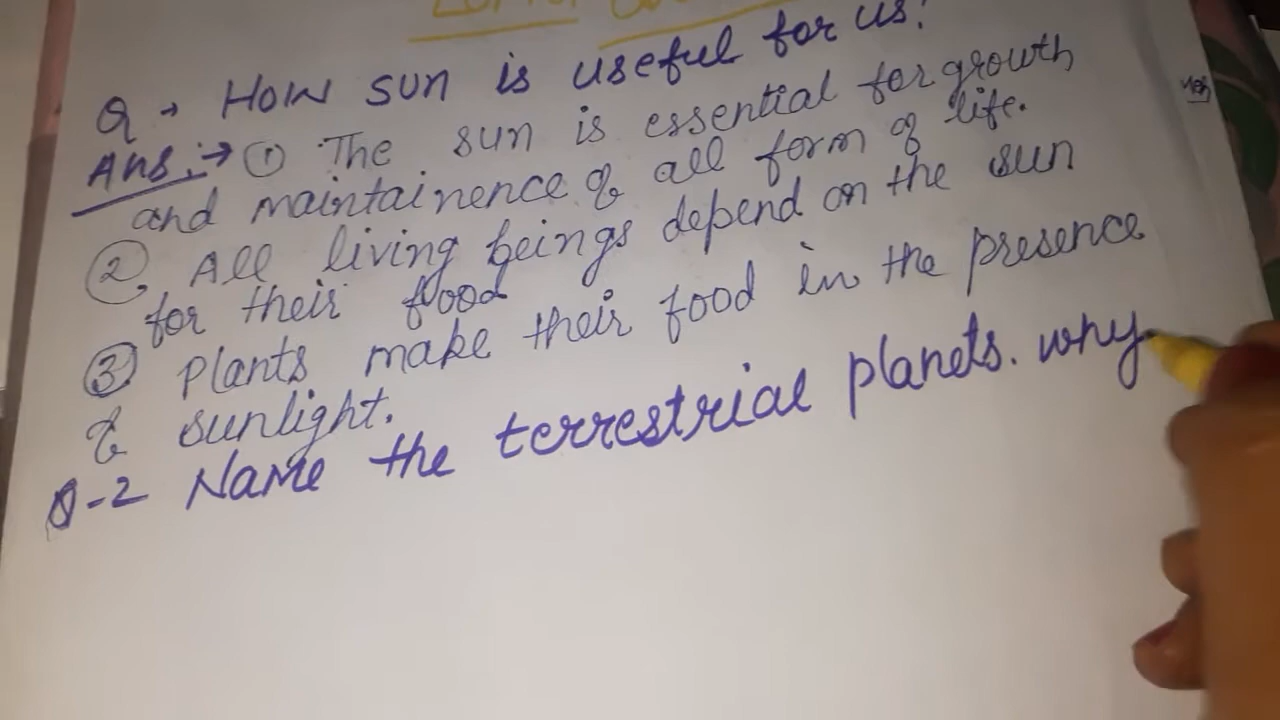 Q → How sun is useful for us?
Ans:→ ① The sun is essential for growth
and maintainence of all form of life.
② All living beings depend on the sun
for their food
③ Plants make their food in the presence
of sunlight.
Q-2 Name the terrestrial planets. why